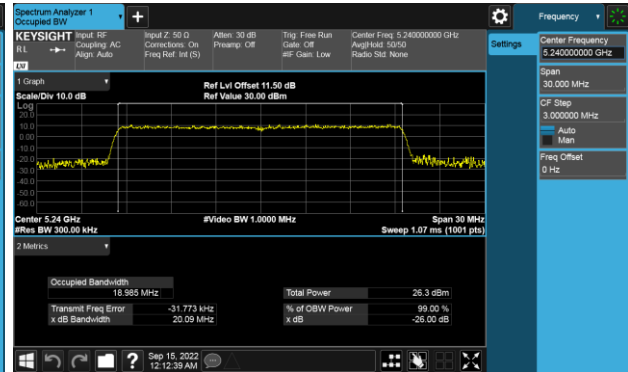 Spectrum Analyzer 1
Occupied BW
Frequency
KEYSIGHT
RL
LXI
Input: RF
Coupling: AC
Align: Auto
Input Z: 50 Ω
Corrections: On
Freq Ref: Int (S)
Atten: 30 dB
Preamp: Off
Trig: Free Run
Gate: Off
#IF Gain: Low
Center Freq: 5.240000000 GHz
Avg|Hold: 50/50
Radio Std: None
Settings
Center Frequency
5.240000000 GHz
Span
30.000 MHz
CF Step
3.000000 MHz
Auto
Man
Freq Offset
0 Hz
1 Graph
Scale/Div 10.0 dB
Ref Lvl Offset 11.50 dB
Ref Value 30.00 dBm
Log
20.0
10.0
0.00
-10.0
-20.0
-30.0
-40.0
-50.0
-60.0
Center 5.24 GHz
#Res BW 300.00 kHz
#Video BW 1.0000 MHz
Span 30 MHz
Sweep 1.07 ms (1001 pts)
2 Metrics
Occupied Bandwidth
18.985 MHz
Transmit Freq Error -31.773 kHz
x dB Bandwidth 20.09 MHz
Total Power 26.3 dBm
% of OBW Power 99.00 %
x dB -26.00 dB
?
Sep 15, 2022
12:12:39 AM